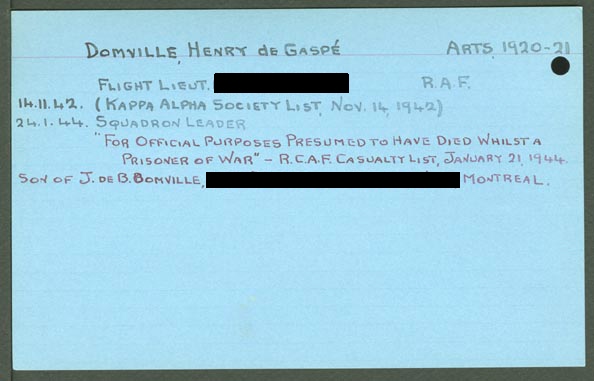 DOMVILLE, HENRY de GASPÉ ARTS, 1920-21
FLIGHT LIEUT. R.A.F.
14.11.42. (KAPPA ALPHA SOCIETY LIST, NOV. 14, 1942)
24.1.44. SQUADRON LEADER
"FOR OFFICIAL PURPOSES PRESUMED TO HAVE DIED WHILST A
PRISONER OF WAR" - R.C.A.F. CASUALTY LIST, JANUARY 21, 1944.
SON OF J. DE B. DOMVILLE, MONTREAL.